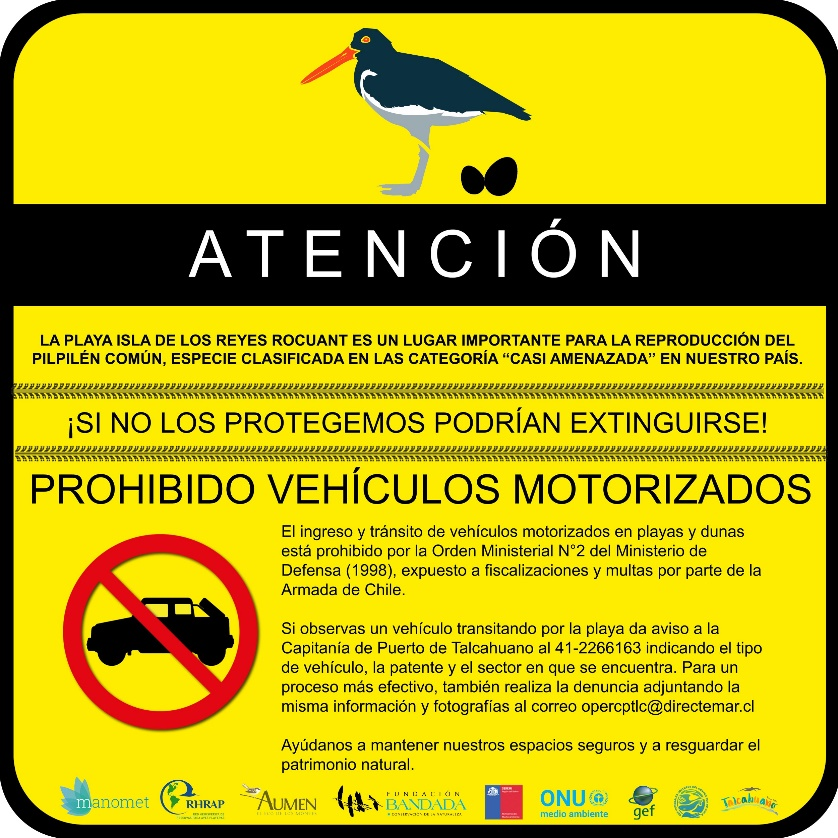 ATENCIÓN
LA PLAYA ISLA DE LOS REYES ROCUANT ES UN LUGAR IMPORTANTE PARA LA REPRODUCCIÓN DEL
PILPILÉN COMÚN, ESPECIE CLASIFICADA EN LAS CATEGORÍA “CASI AMENAZADA” EN NUESTRO PAÍS.
¡SI NO LOS PROTEGEMOS PODRÍAN EXTINGUIRSE!
PROHIBIDO VEHÍCULOS MOTORIZADOS
El ingreso y tránsito de vehículos motorizados en playas y dunas
está prohibido por la Orden Ministerial N°2 del Ministerio de
Defensa (1998), expuesto a fiscalizaciones y multas por parte de la
Armada de Chile.
Si observas un vehículo transitando por la playa da aviso a la
Capitanía de Puerto de Talcahuano al 41-2266163 indicando el tipo
de vehículo, la patente y el sector en que se encuentra. Para un
proceso más efectivo, también realiza la denuncia adjuntando la
misma información y fotografías al correo opercptlc@directemar.cl
Ayúdanos a mantener nuestros espacios seguros y a resguardar el
patrimonio natural.
manomet
RHRAP
AUMEN
FUNDACIÓN
BANDADA
CONSERVACIÓN DE LA NATURALEZA
ONU
medio ambiente
gef
Talcahuano